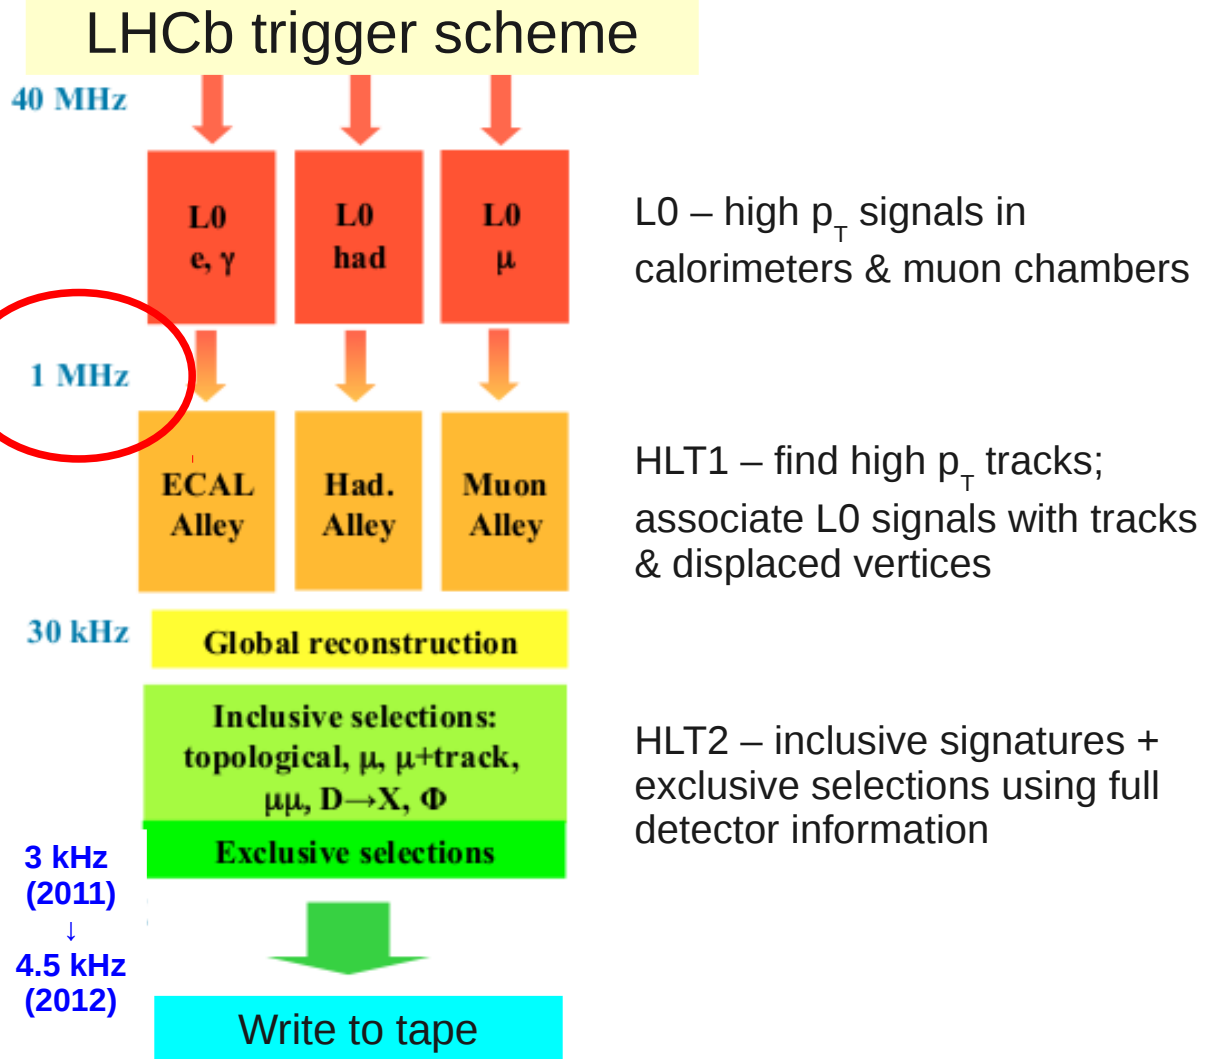 LHCb trigger scheme
40 MHz
L0
e, γ
L0
had
L0
μ
L0 – high pT signals in
calorimeters & muon chambers
1 MHz
ECAL
Alley
Had.
Alley
Muon
Alley
HLT1 – find high pT tracks;
associate L0 signals with tracks
& displaced vertices
30 kHz
Global reconstruction
Inclusive selections:
topological, μ, μ+track,
μμ, D→X, Φ
Exclusive selections
HLT2 – inclusive signatures +
exclusive selections using full
detector information
3 kHz
(2011)
↓
4.5 kHz
(2012)
Write to tape